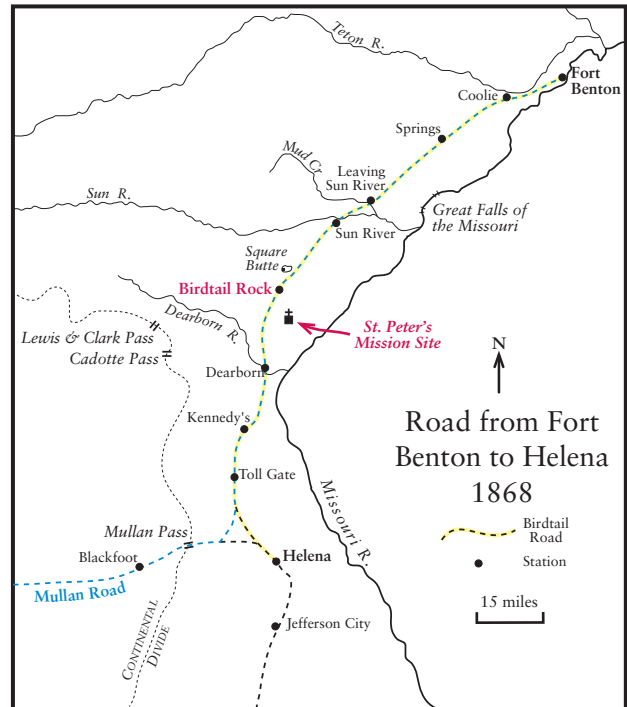 Teton R.
Fort
Benton
Coolie
Springs
Mud Cr
Leaving
Sun River
Sun R.
Great Falls of
the Missouri
Sun River
Square
Butte
Birdtail Rock
Dearborn R.
St. Peter's
Mission Site
Lewis & Clark Pass
Cadotte Pass
Dearborn
N
Kennedy's
Road from Fort
Benton to Helena
1868
Toll Gate
Missouri R.
Birdtail
Road
Mullan Pass
Blackfoot
Helena
Station
Mullan Road
15 miles
Jefferson City
Continental
Divide